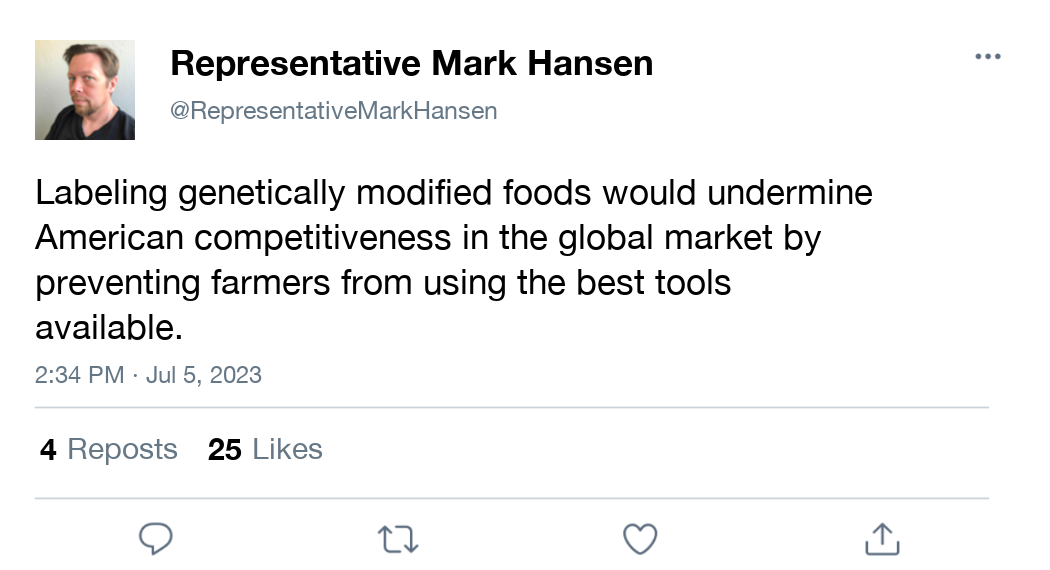 Representative Mark Hansen
@RepresentativeMarkHansen
Labeling genetically modified foods would undermine
American competitiveness in the global market by
preventing farmers from using the best tools
available.
2:34 PM · Jul 5, 2023
4 Reposts 25 Likes